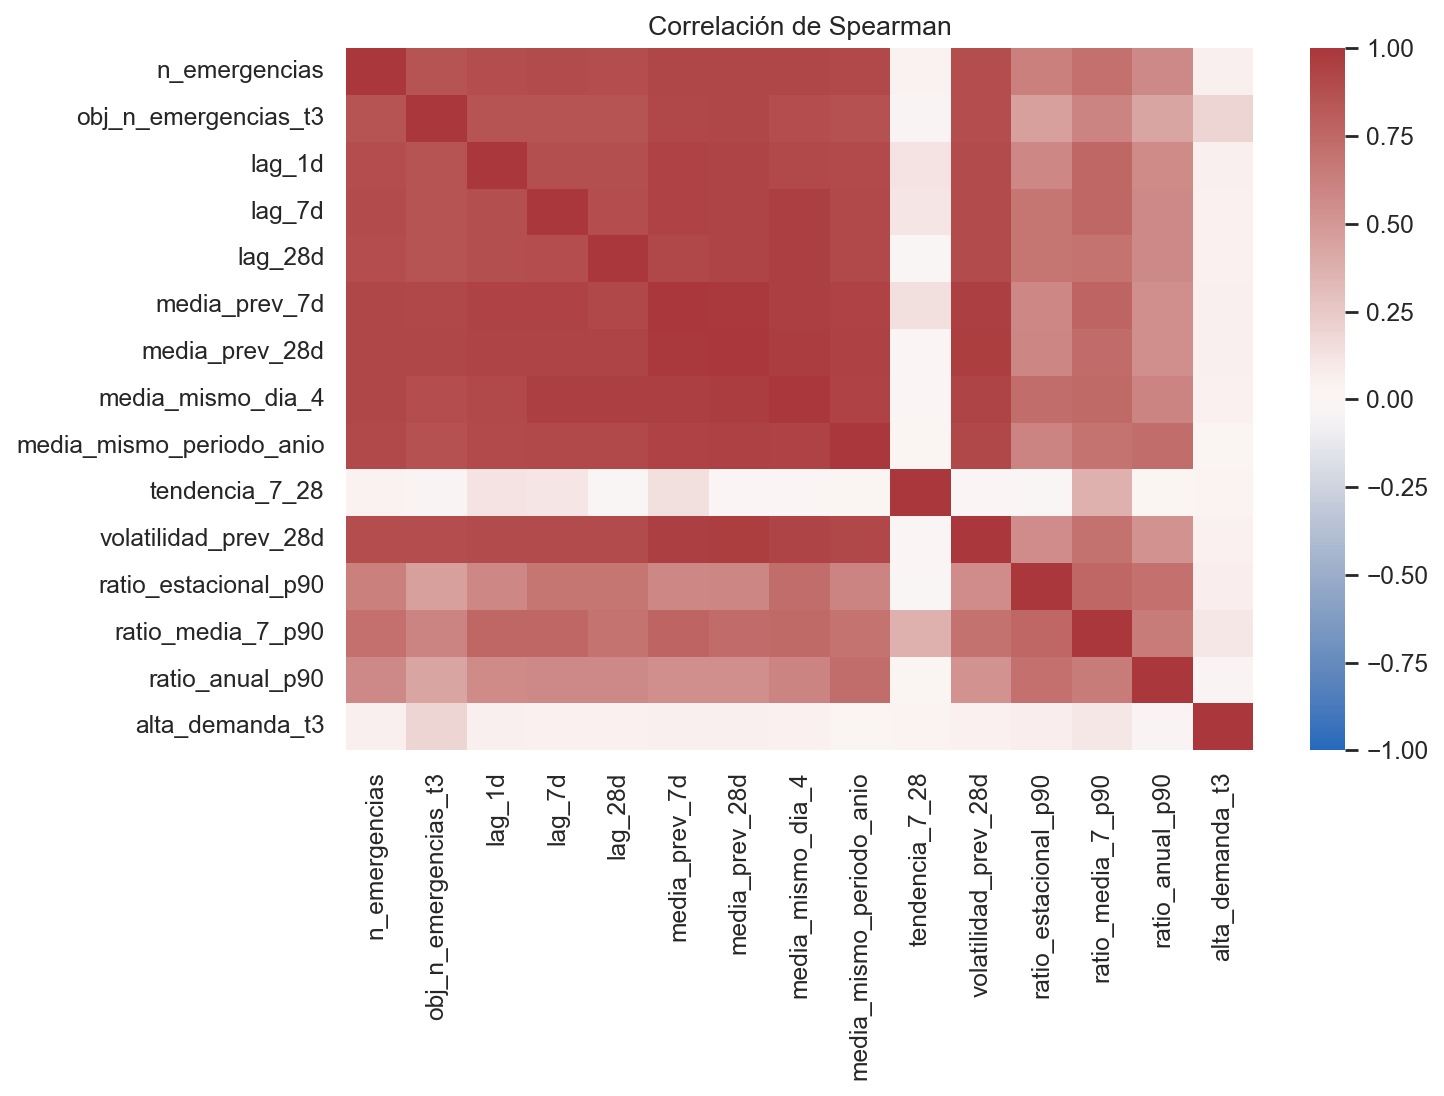 Correlación de Spearman
n_emergencias
obj_n_emergencias_t3
lag_1d
lag_7d
lag_28d
media_prev_7d
media_prev_28d
media_mismo_dia_4
media_mismo_periodo_anio
tendencia_7_28
volatilidad_prev_28d
ratio_estacional_p90
ratio_media_7_p90
ratio_anual_p90
alta_demanda_t3
n_emergencias
obj_n_emergencias_t3
lag_1d
lag_7d
lag_28d
media_prev_7d
media_prev_28d
media_mismo_dia_4
media_mismo_periodo_anio
tendencia_7_28
volatilidad_prev_28d
ratio_estacional_p90
ratio_media_7_p90
ratio_anual_p90
alta_demanda_t3
1.00
0.75
0.50
0.25
0.00
−0.25
−0.50
−0.75
−1.00